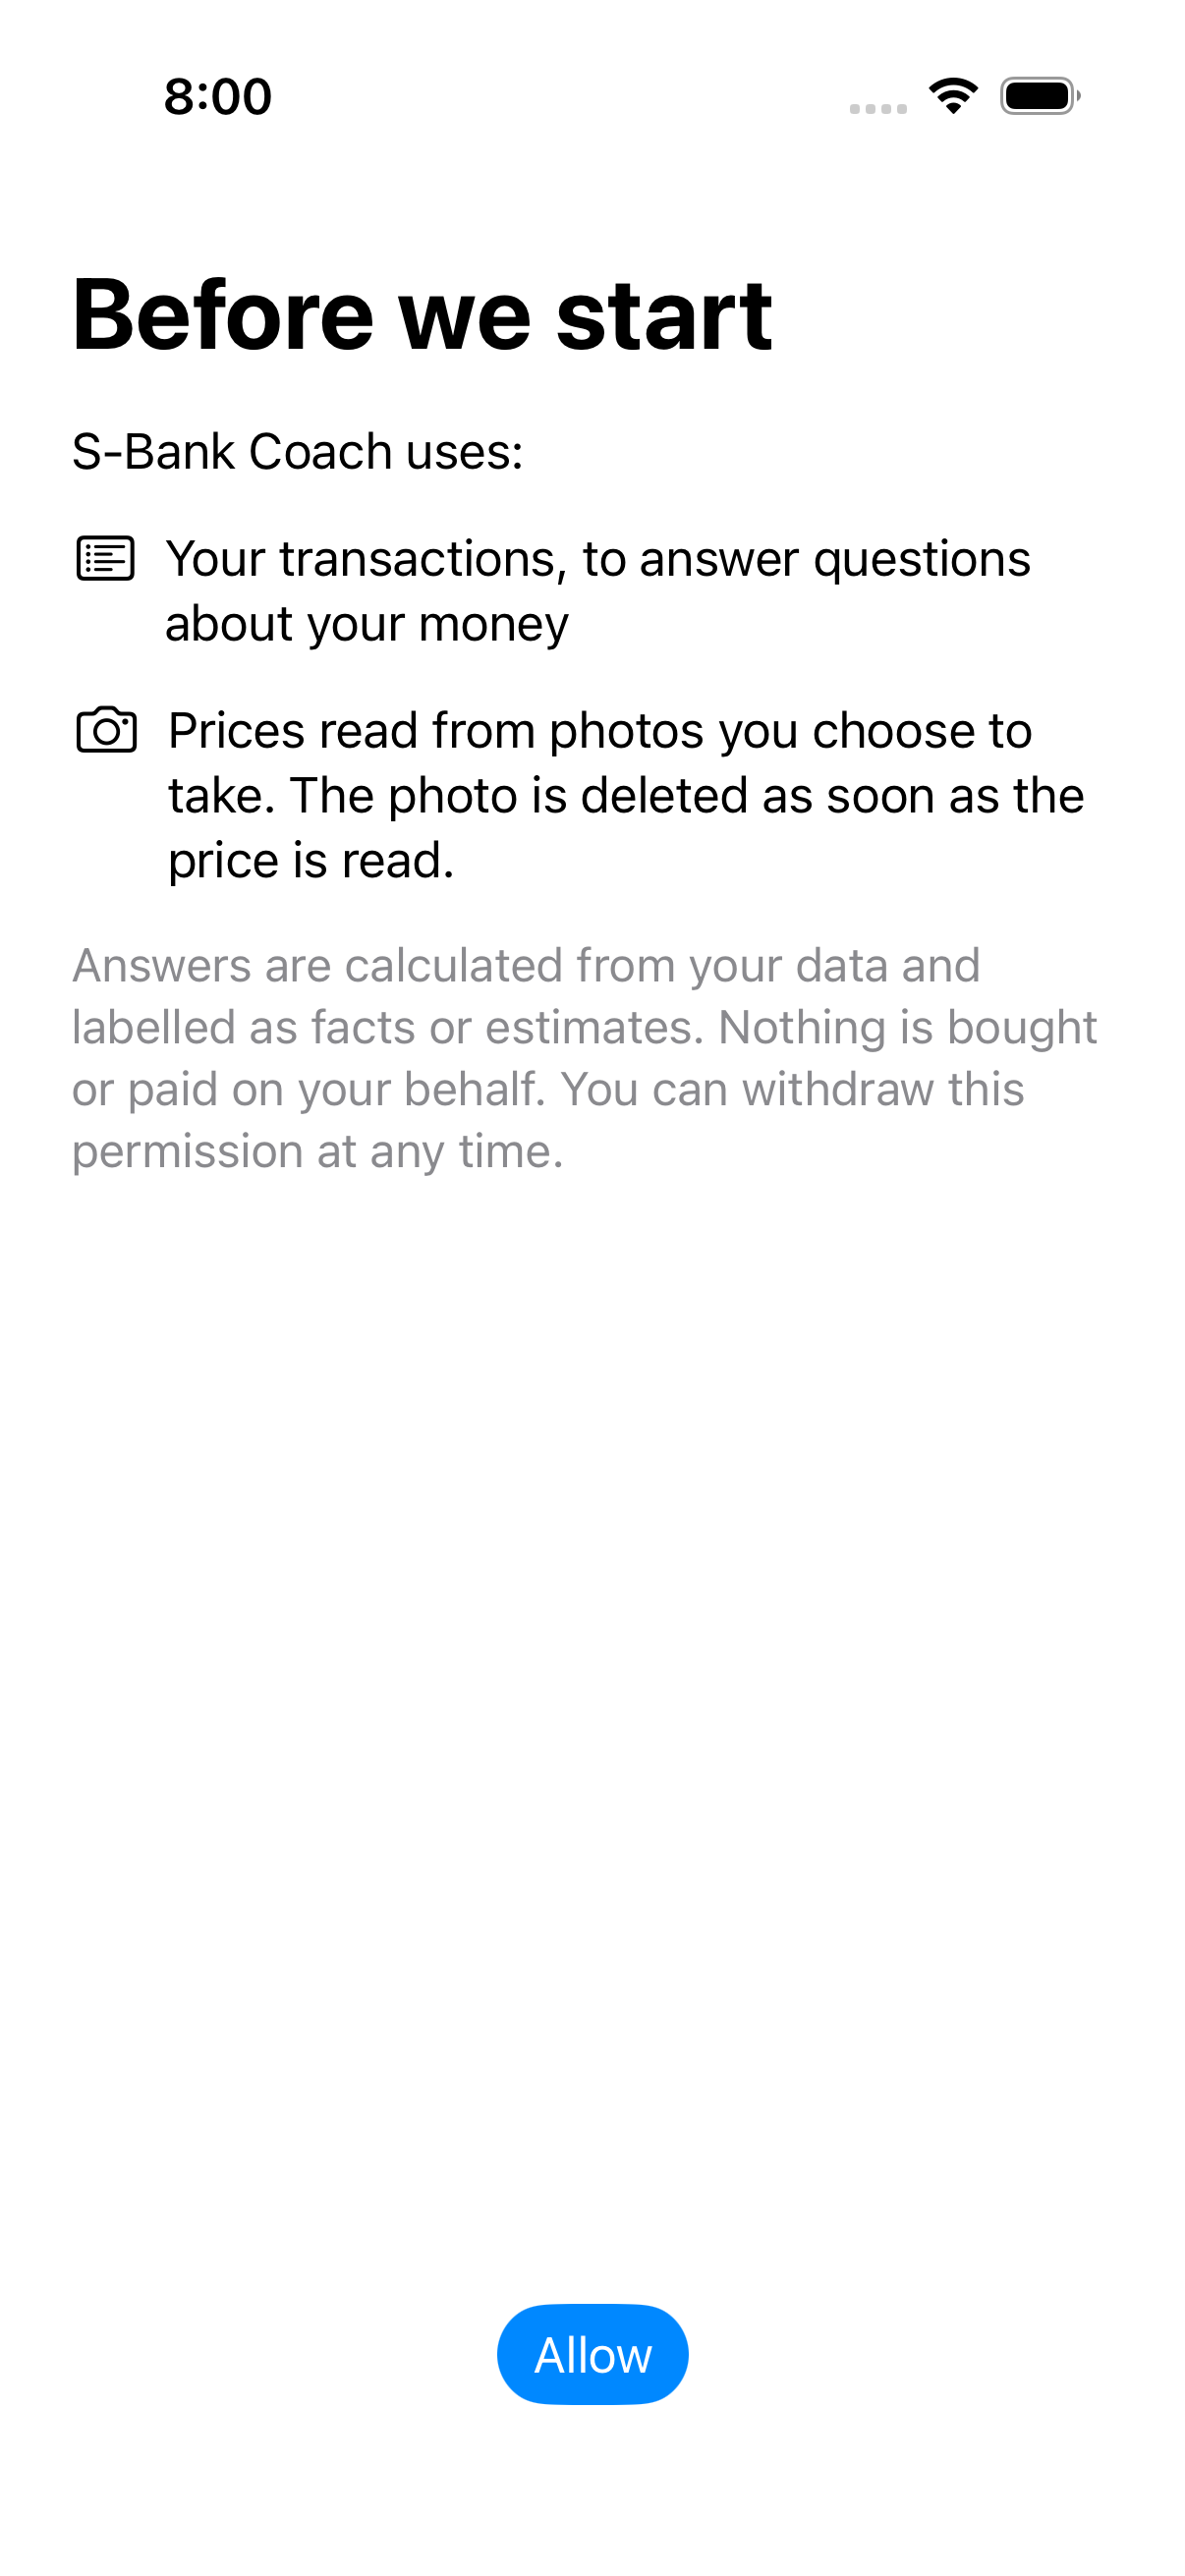 8:00
Before we start
S-Bank Coach uses:
Your transactions, to answer questions
about your money
Prices read from photos you choose to
take. The photo is deleted as soon as the
price is read.
Answers are calculated from your data and
labelled as facts or estimates. Nothing is bought
or paid on your behalf. You can withdraw this
permission at any time.
Allow